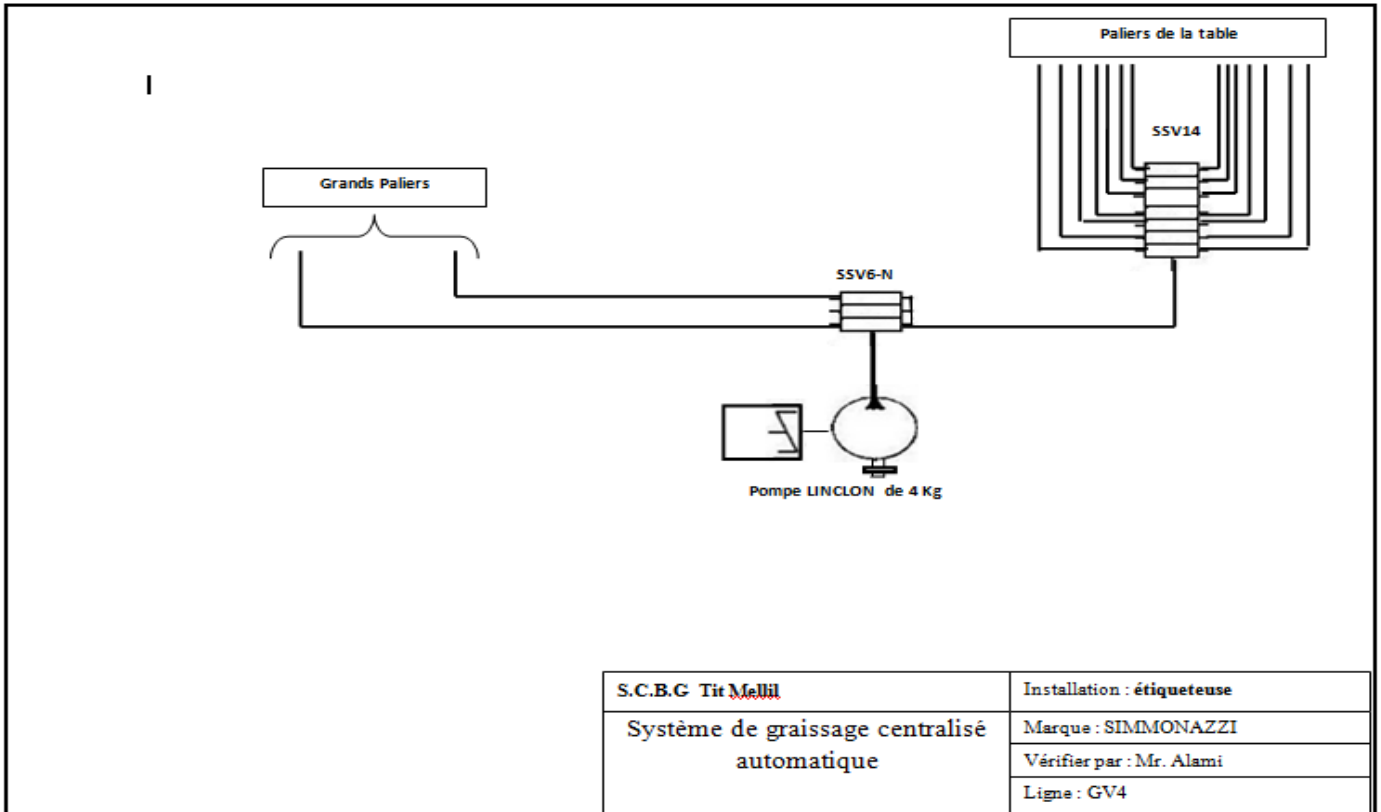 Paliers de la table
SSV14
Grands Paliers
SSV6-N
Pompe LINCLON de 4 Kg
S.C.B.G Tit Mellil
Installation : étiqueteuse
Système de graissage centralisé
automatique
Marque : SIMMONAZZI
Vérifier par : Mr. Alami
Ligne : GV4